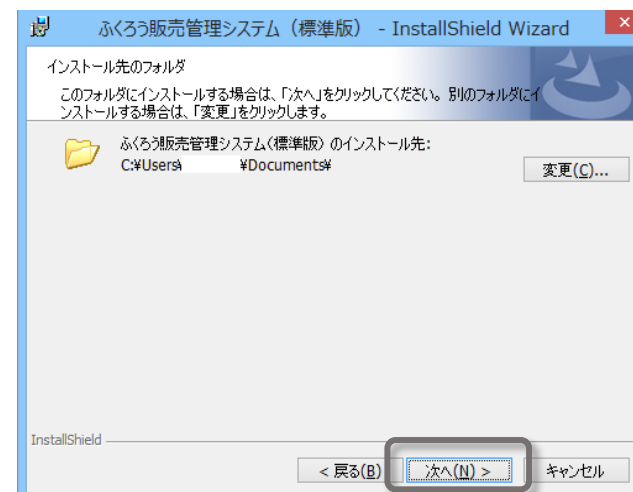 ふくろう販売管理システム（標準版） - InstallShield Wizard
インストール先のフォルダ
このフォルダにインストールする場合は、「次へ」をクリックしてください。別のフォルダにイ
ンストールする場合は、「変更」をクリックします。
ふくろう販売管理システム（標準版） のインストール先:
C:¥Users¥ ¥Documents¥
変更(C)...
InstallShield
< 戻る(B)
次へ(N) >
キャンセル